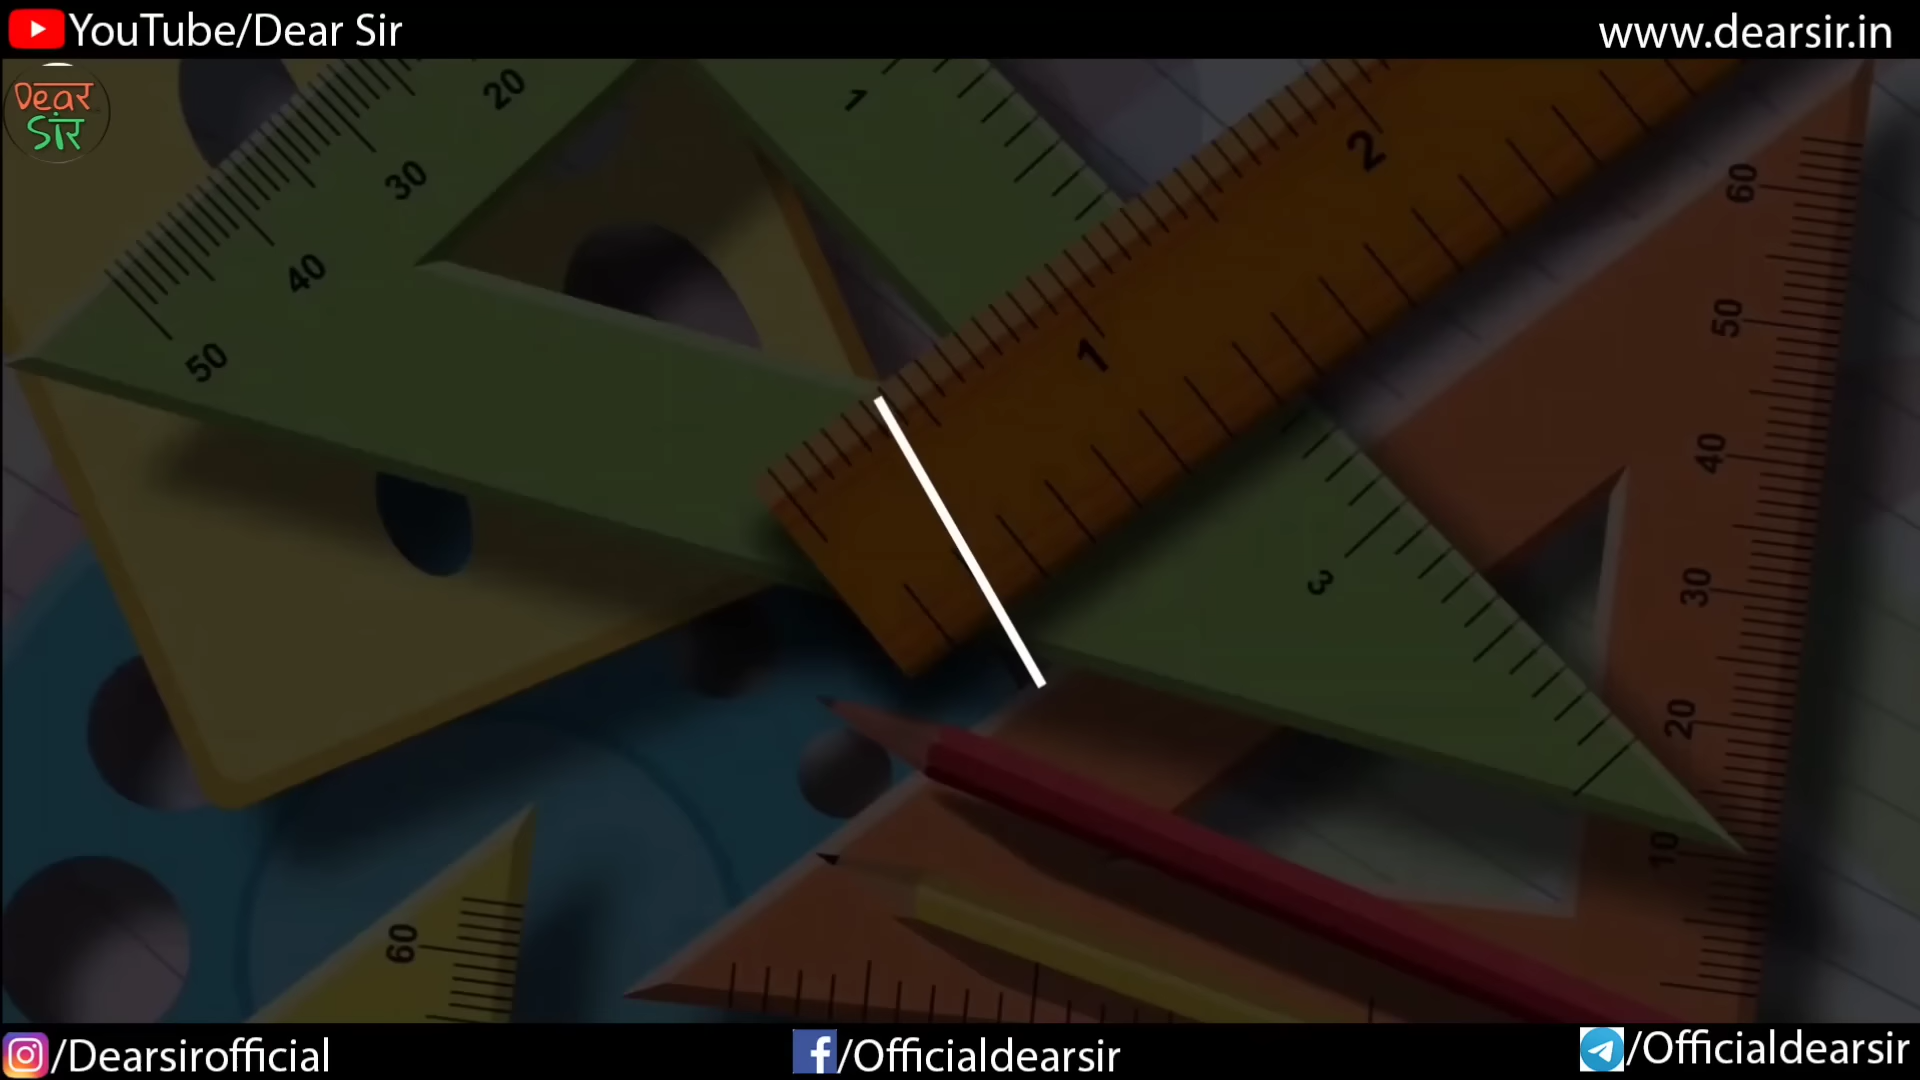 YouTube/Dear Sir
www.dearsir.in
Dear
सर
20
1
2
60
30
40
1
50
50
40
3
30
20
10
60
/Dearsirofficial
/Officialdearsir
/Officialdearsir